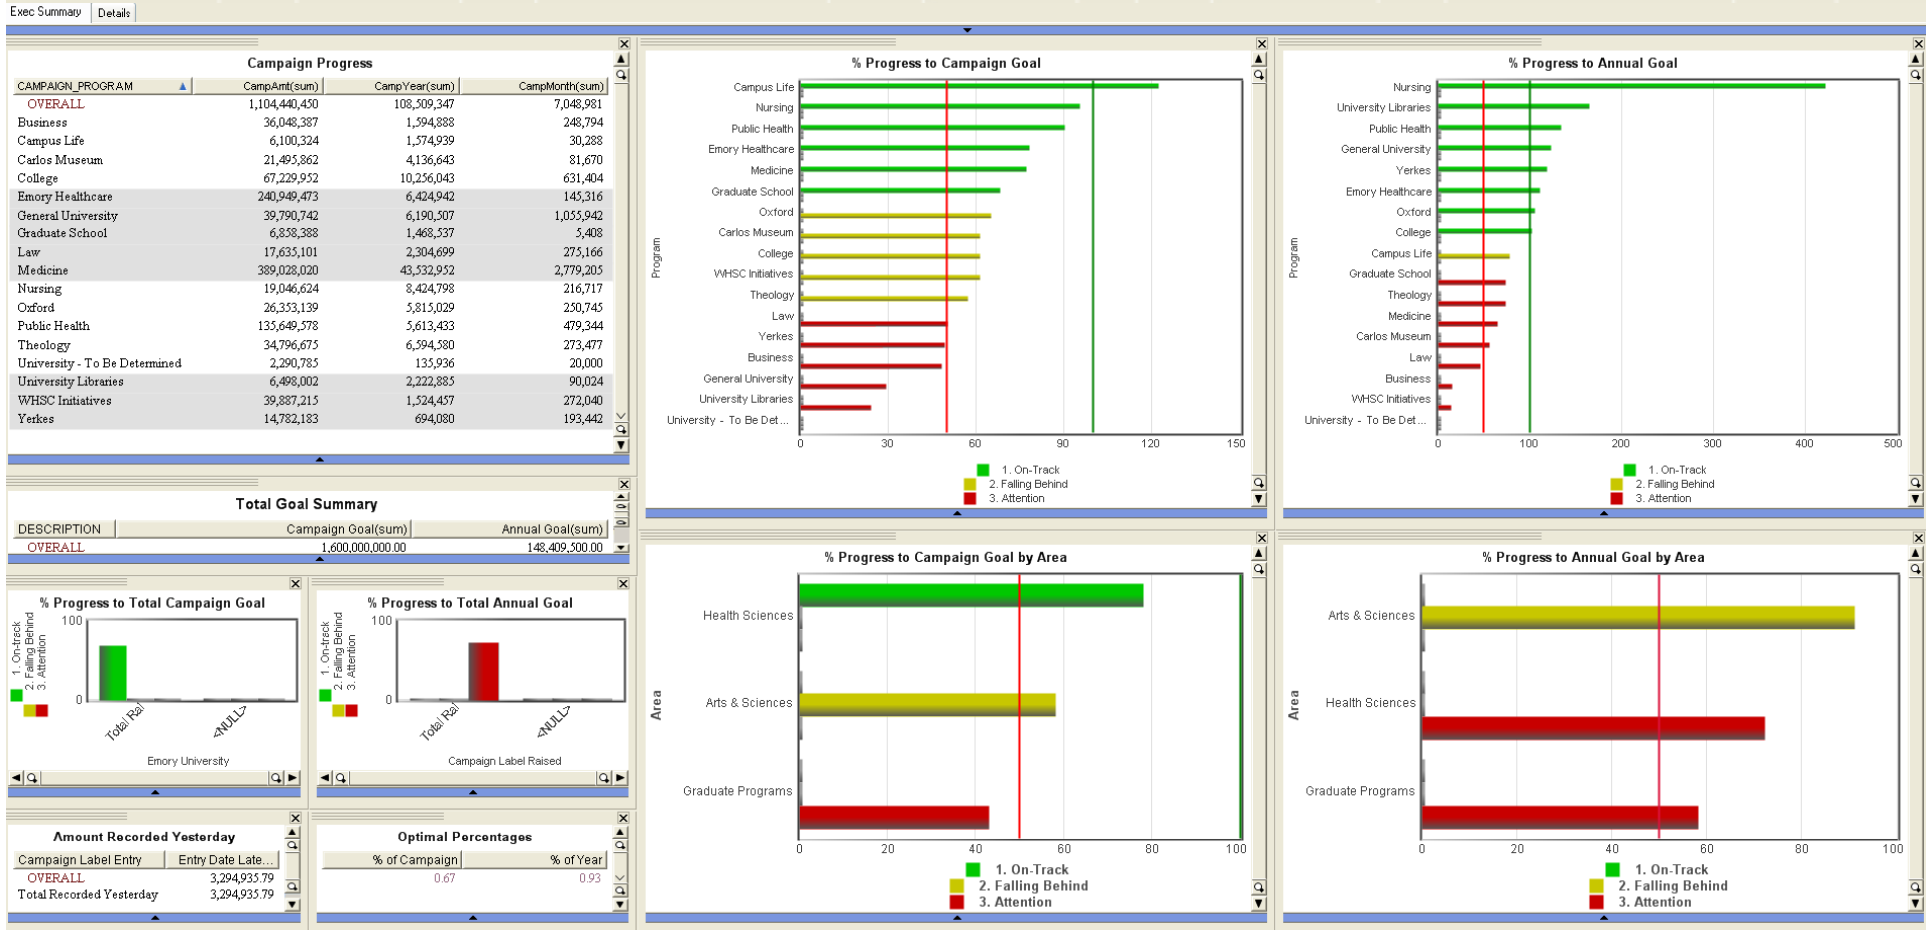 Exec Summary Details
Campaign Progress
CAMPAIGN_PROGRAM CampAmt(sum) CampYear(sum) CampMonth(sum)
OVERALL 1,104,440,450 108,509,347 7,048,981
Business 36,048,387 1,594,888 248,794
Campus Life 6,100,324 1,574,939 30,288
Carlos Museum 21,495,862 4,136,643 81,670
College 67,229,952 10,256,043 631,404
Emory Healthcare 240,949,473 6,424,942 145,316
General University 39,790,742 6,190,507 1,055,942
Graduate School 6,858,388 1,468,537 5,408
Law 17,635,101 2,304,699 275,166
Medicine 389,028,020 43,532,952 2,779,205
Nursing 19,046,624 8,424,798 216,717
Oxford 26,353,139 5,815,029 250,745
Public Health 135,649,578 5,613,433 479,344
Theology 34,796,675 6,594,580 273,477
University - To Be Determined 2,290,785 135,936 20,000
University Libraries 6,498,002 2,222,885 90,024
WHSC Initiatives 39,887,215 1,524,457 272,040
Yerkes 14,782,183 694,080 193,442
Total Goal Summary
DESCRIPTION Campaign Goal(sum) Annual Goal(sum)
OVERALL 1,600,000,000.00 148,409,500.00
% Progress to Total Campaign Goal
1. On-track
2. Falling Behind
3. Attention
100
0
Total Rai
<NULL>
Emory University
% Progress to Total Annual Goal
1. On-track
2. Falling Behind
3. Attention
100
0
Total Rai
<NULL>
Campaign Label Raised
Amount Recorded Yesterday
Campaign Label Entry Entry Date Late...
OVERALL 3,294,935.79
Total Recorded Yesterday 3,294,935.79
Optimal Percentages
% of Campaign % of Year
0.67 0.93
% Progress to Campaign Goal
Program
Campus Life
Nursing
Public Health
Emory Healthcare
Medicine
Graduate School
Oxford
Carlos Museum
College
WHSC Initiatives
Theology
Law
Yerkes
Business
General University
University Libraries
University - To Be Det...
0 30 60 90 120 150
1. On-Track
2. Falling Behind
3. Attention
% Progress to Annual Goal
Program
Nursing
University Libraries
Public Health
General University
Yerkes
Emory Healthcare
Oxford
College
Campus Life
Graduate School
Theology
Medicine
Carlos Museum
Law
Business
WHSC Initiatives
University - To Be Det...
0 100 200 300 400 500
1. On-Track
2. Falling Behind
3. Attention
% Progress to Campaign Goal by Area
Area
Health Sciences
Arts & Sciences
Graduate Programs
0 20 40 60 80 100
1. On-Track
2. Falling Behind
3. Attention
% Progress to Annual Goal by Area
Area
Arts & Sciences
Health Sciences
Graduate Programs
0 20 40 60 80 100
1. On-Track
2. Falling Behind
3. Attention